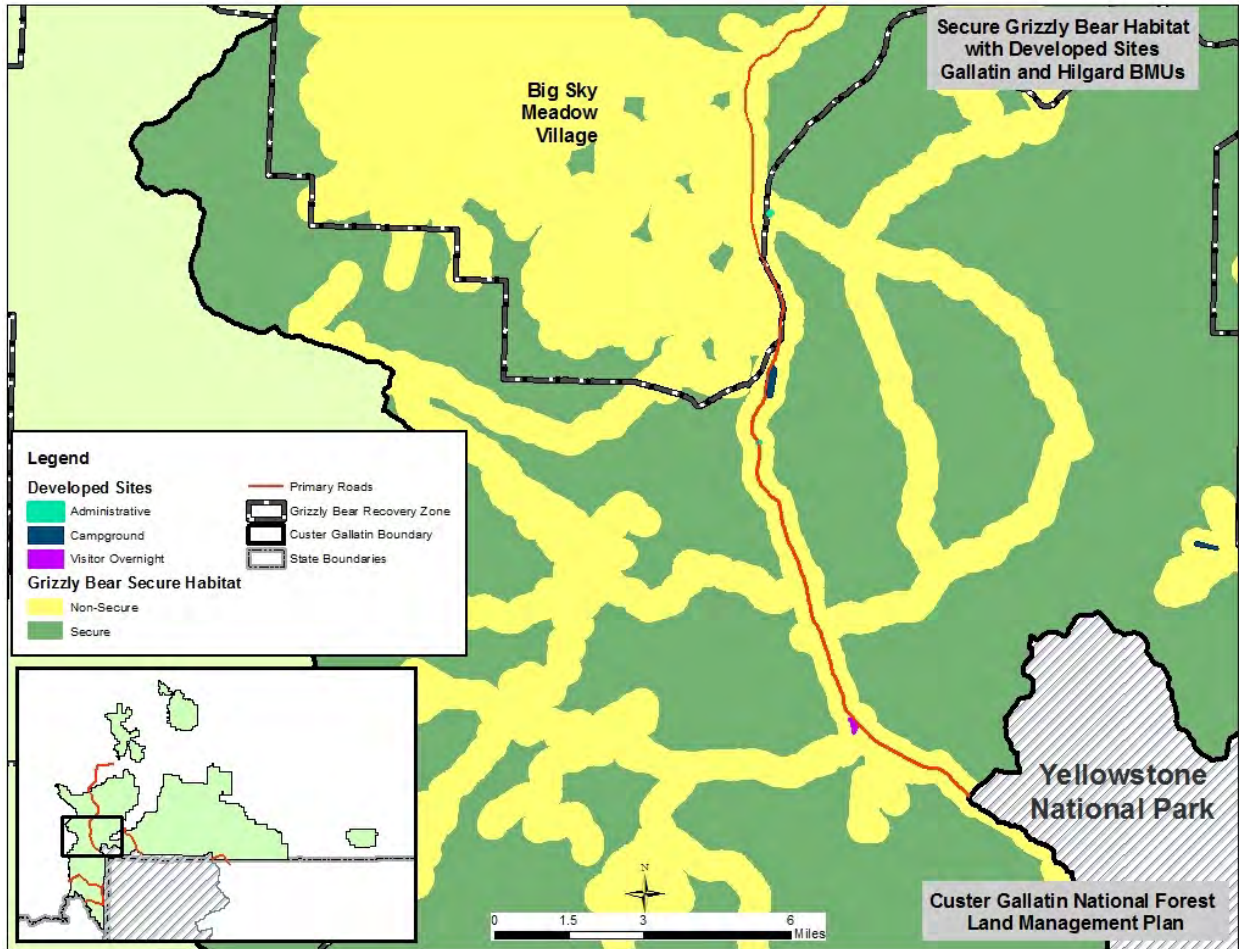 Secure Grizzly Bear Habitat
with Developed Sites
Gallatin and Hilgard BMUs
Big Sky
Meadow
Village
Legend
Developed Sites
Administrative
Campground
Visitor Overnight
Grizzly Bear Secure Habitat
Non-Secure
Secure
Primary Roads
Grizzly Bear Recovery Zone
Custer Gallatin Boundary
State Boundaries
Yellowstone
National Park
N
0 1.5 3 6
Miles
Custer Gallatin National Forest
Land Management Plan